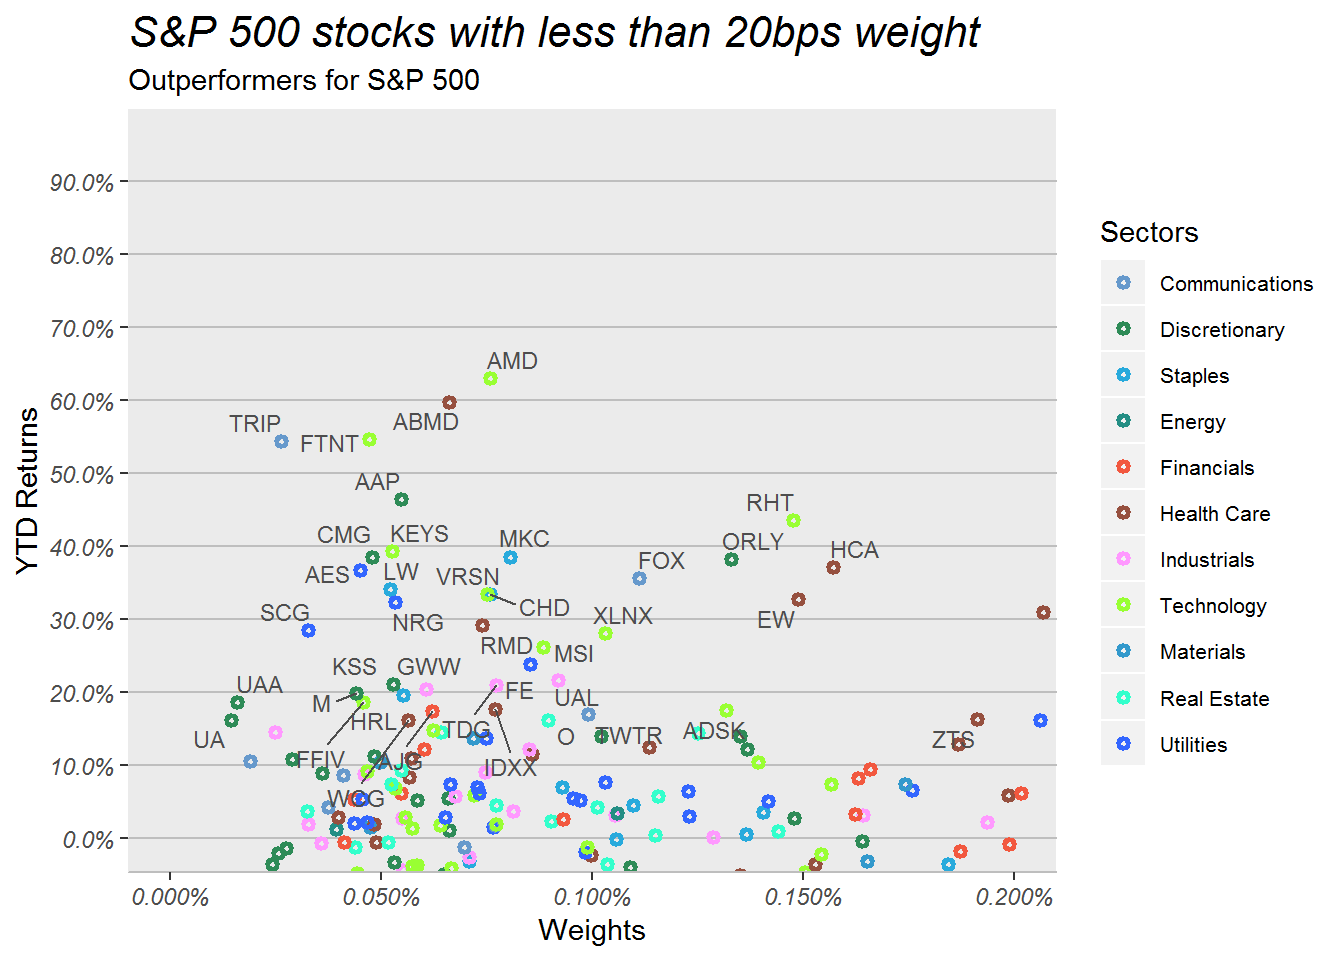 S&P 500 stocks with less than 20bps weight
Outperformers for S&P 500
YTD Returns
90.0%
80.0%
70.0%
60.0%
50.0%
40.0%
30.0%
20.0%
10.0%
0.0%
AMD
ABMD
TRIP
FTNT
AAP
RHT
CMG
KEYS
MKC
ORLY
HCA
FOX
AES
LW
VRSN
CHD
SCG
NRG
XLNX
EW
RMD
MSI
KSS
GWW
UAA
M
FE
UAL
HRL
TDG
UA
O
TWTR
ADSK
ZTS
FFIV
AJG
IDXX
WCG
0.000%
0.050%
0.100%
0.150%
0.200%
Weights
Sectors
Communications
Discretionary
Staples
Energy
Financials
Health Care
Industrials
Technology
Materials
Real Estate
Utilities